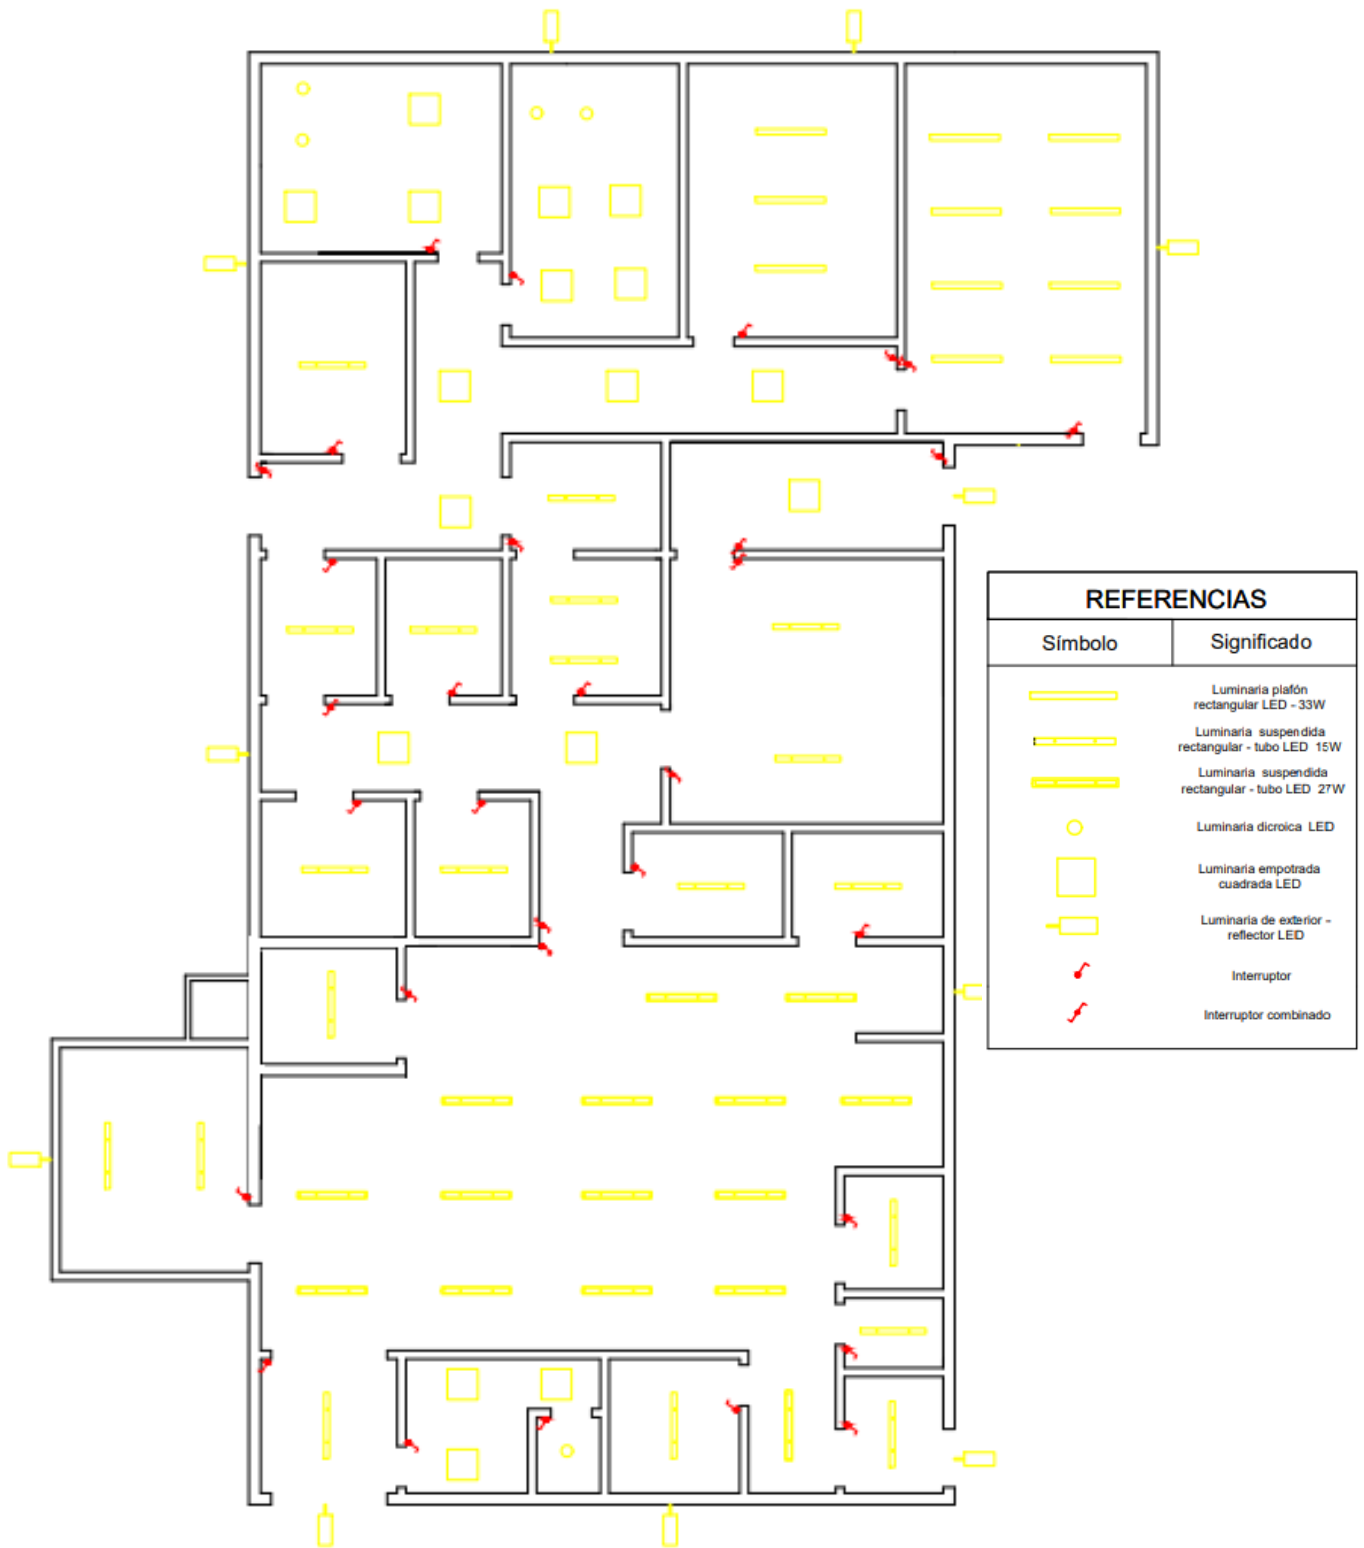 REFERENCIAS
Símbolo
Significado
Luminaria plafón
rectangular LED - 33W
Luminaria suspendida
rectangular - tubo LED 15W
Luminaria suspendida
rectangular - tubo LED 27W
Luminaria dicroica LED
Luminaria empotrada
cuadrada LED
Luminaria de exterior -
reflector LED
Interruptor
Interruptor combinado